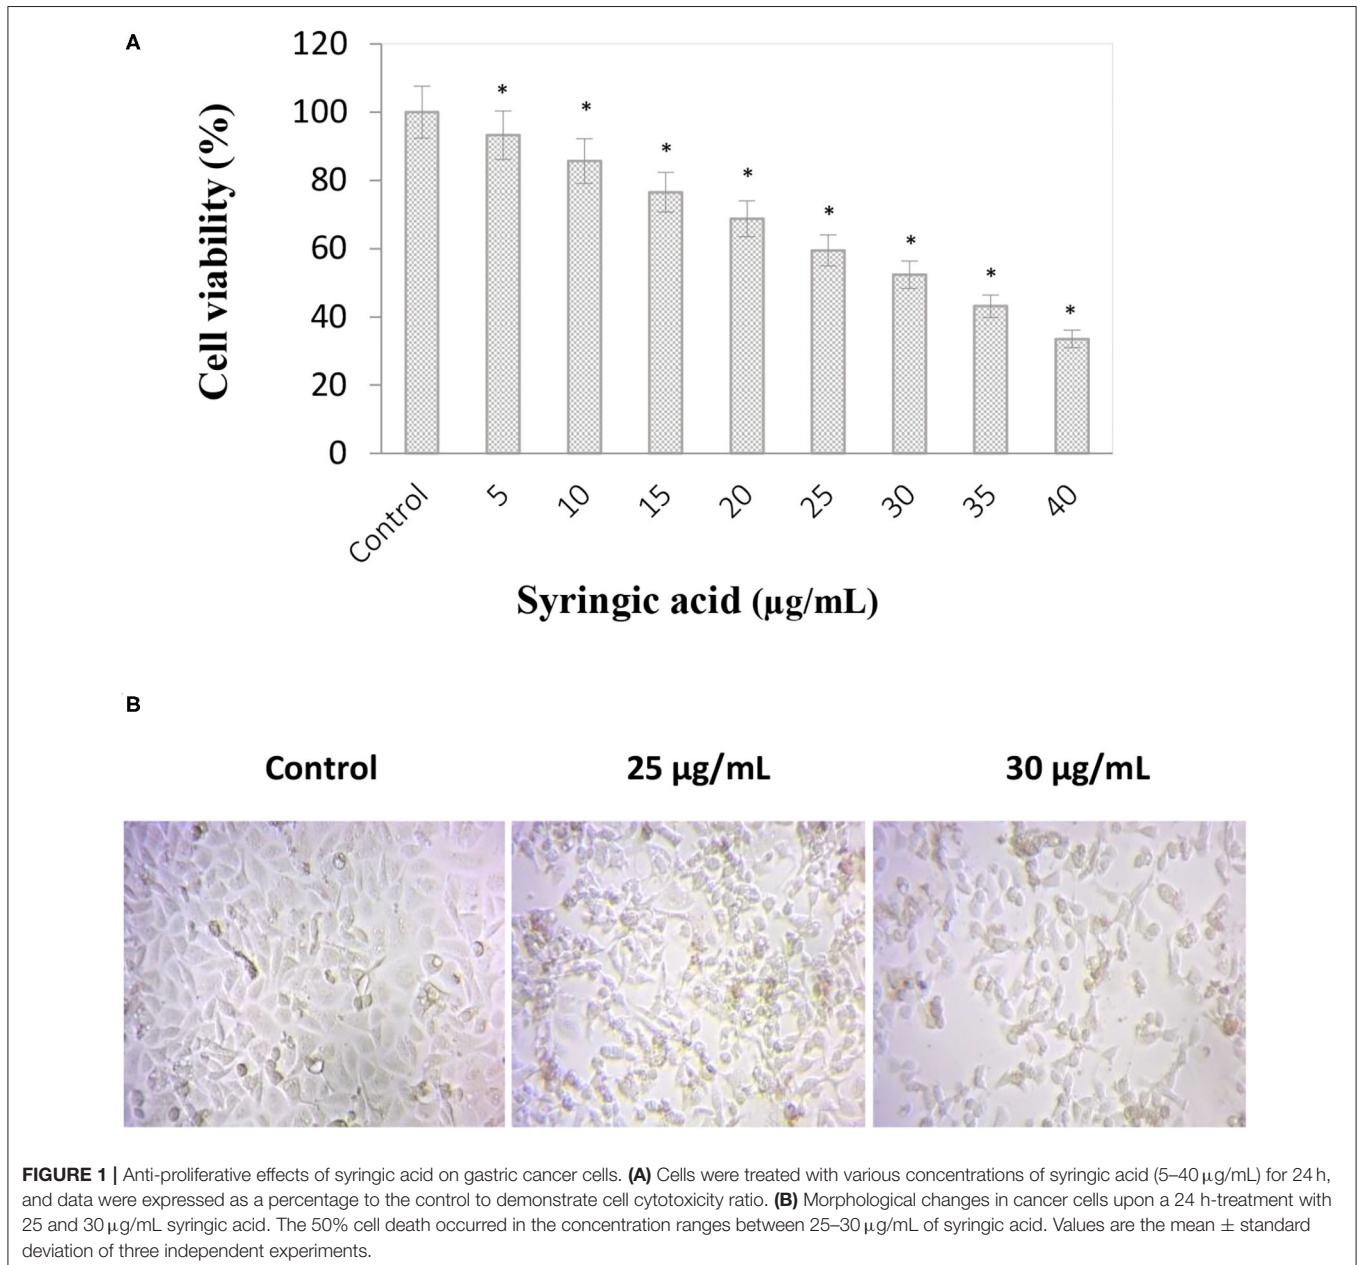 A
120
100
80
60
40
20
0
Cell viability (%)
*
*
*
*
*
*
*
*
Control
5
10
15
20
25
30
35
40
Syringic acid (µg/mL)
B
Control
25 µg/mL
30 µg/mL
FIGURE 1 | Anti-proliferative effects of syringic acid on gastric cancer cells. (A) Cells were treated with various concentrations of syringic acid (5–40 µg/mL) for 24 h,
and data were expressed as a percentage to the control to demonstrate cell cytotoxicity ratio. (B) Morphological changes in cancer cells upon a 24 h-treatment with
25 and 30 µg/mL syringic acid. The 50% cell death occurred in the concentration ranges between 25–30 µg/mL of syringic acid. Values are the mean ± standard
deviation of three independent experiments.